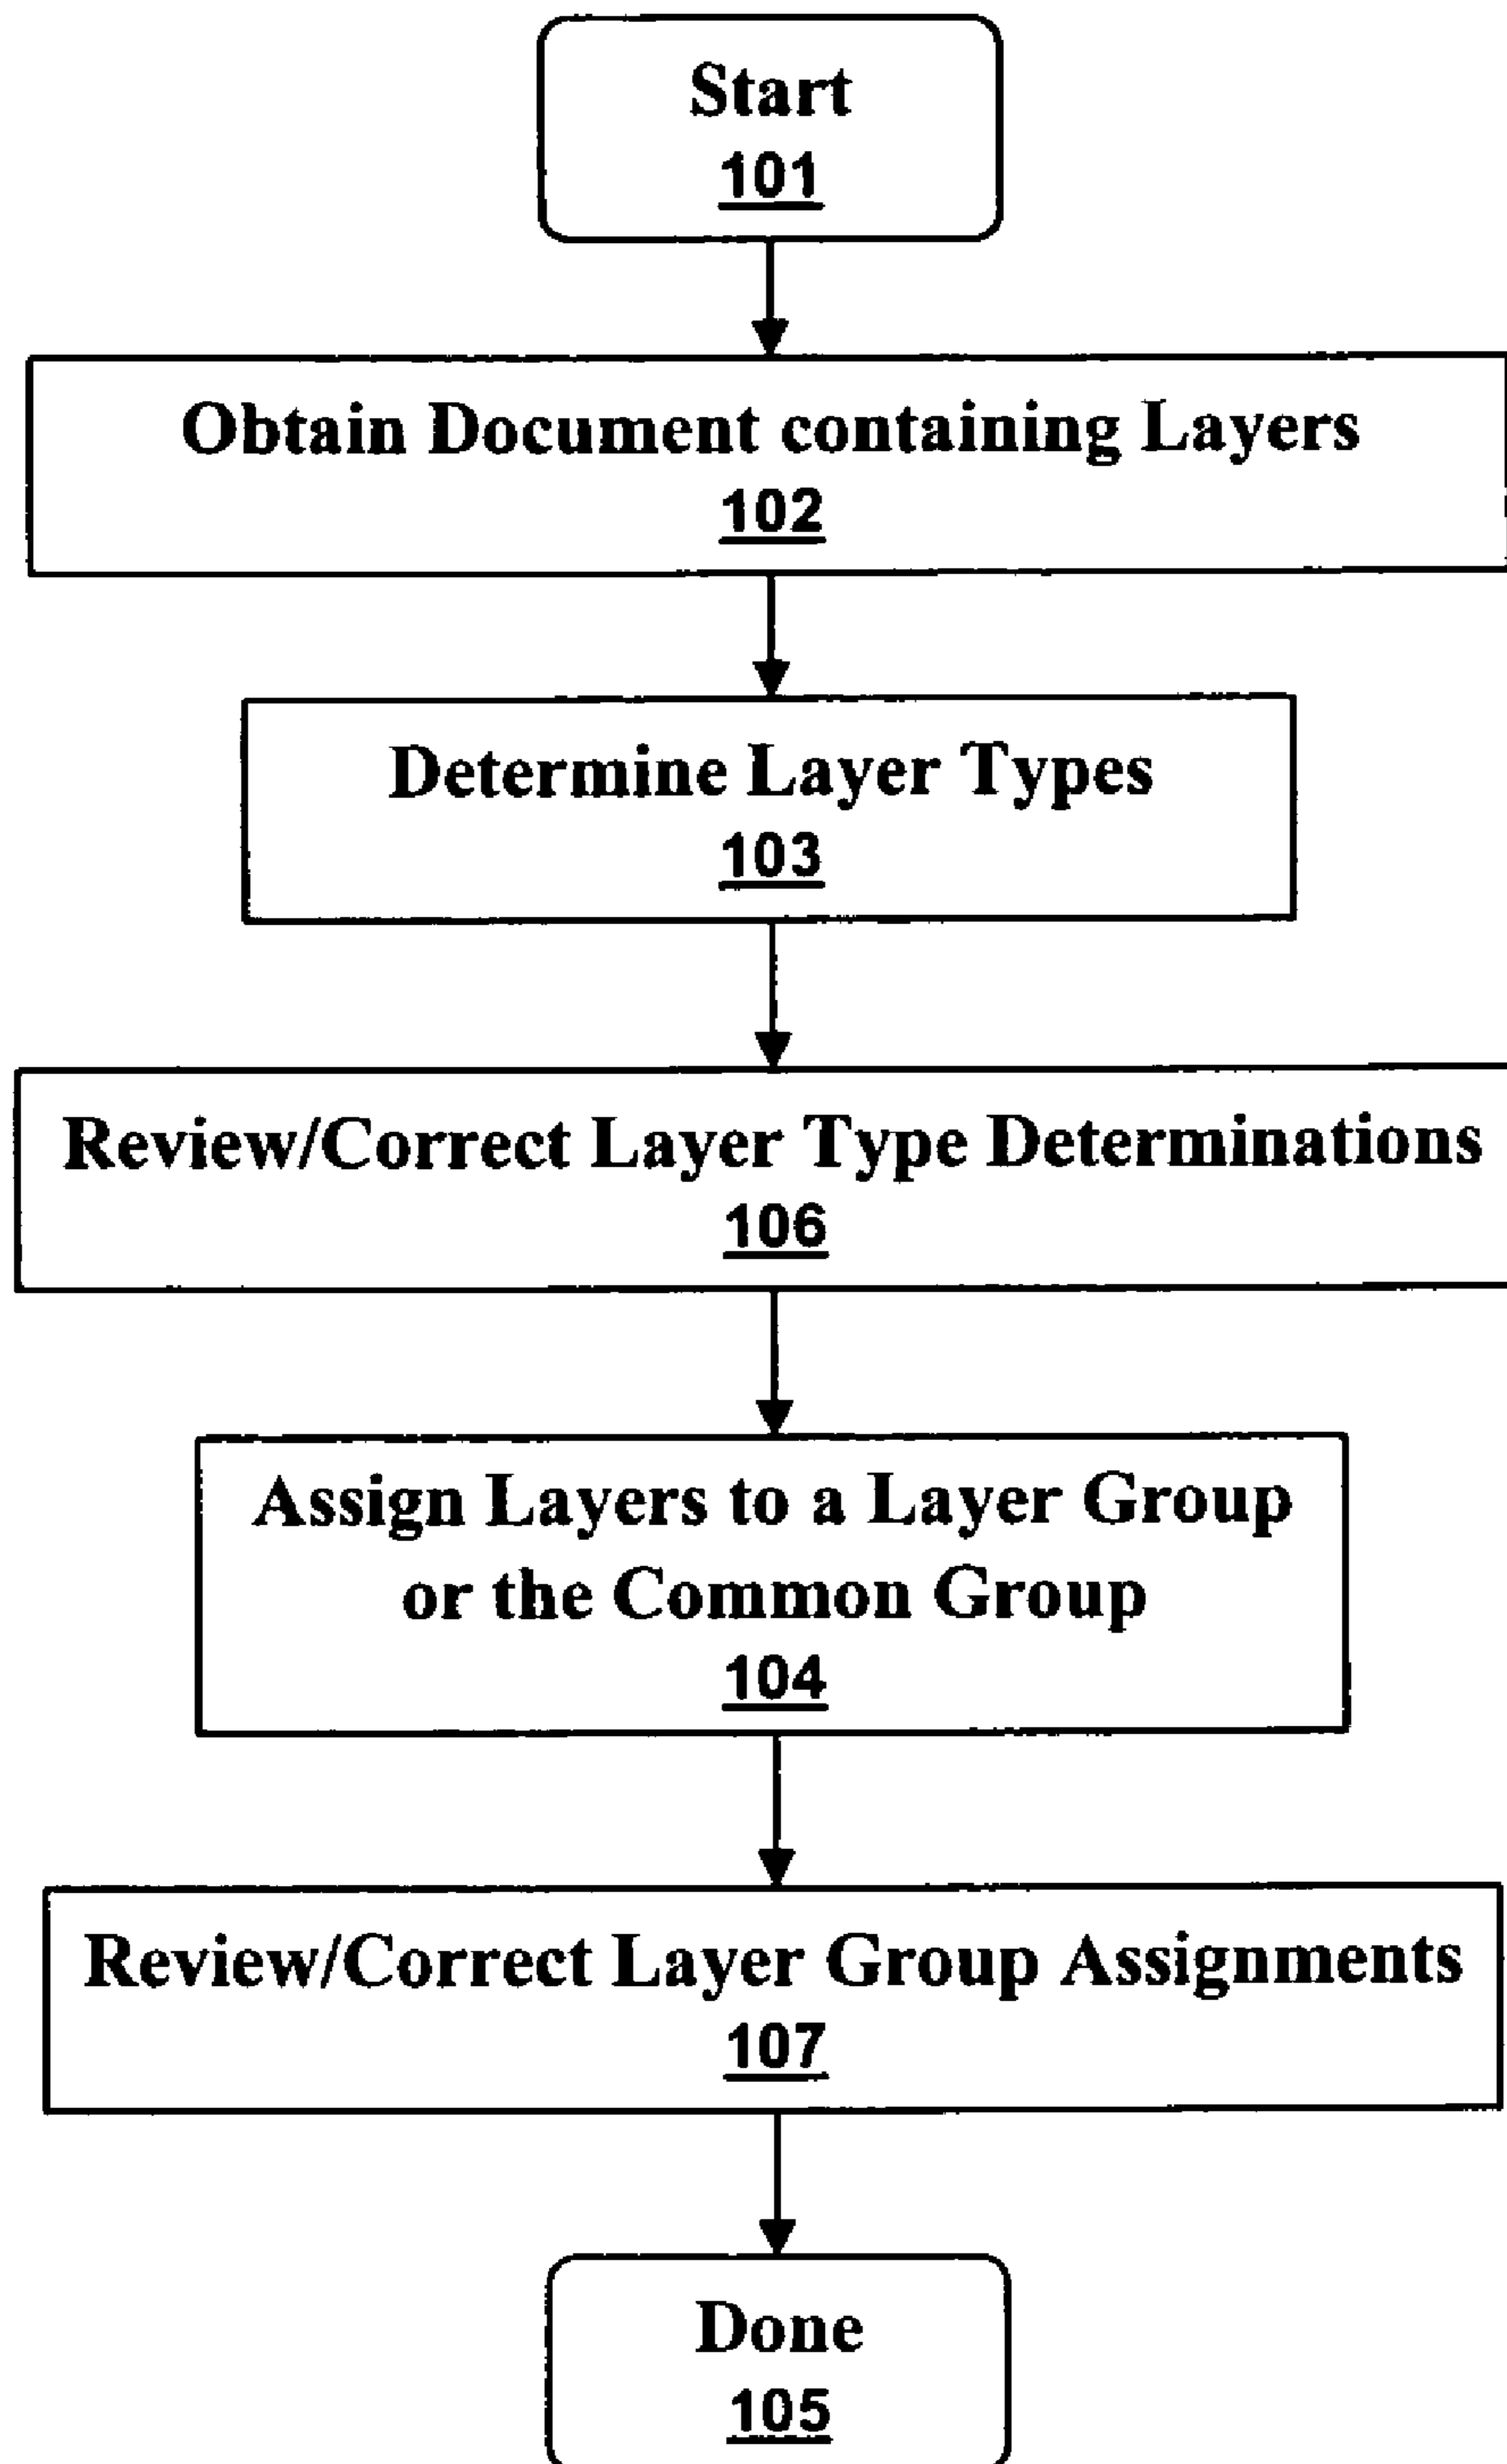 Start
101
Obtain Document containing Layers
102
Determine Layer Types
103
Review/Correct Layer Type Determinations
106
Assign Layers to a Layer Group
or the Common Group
104
Review/Correct Layer Group Assignments
107
Done
105